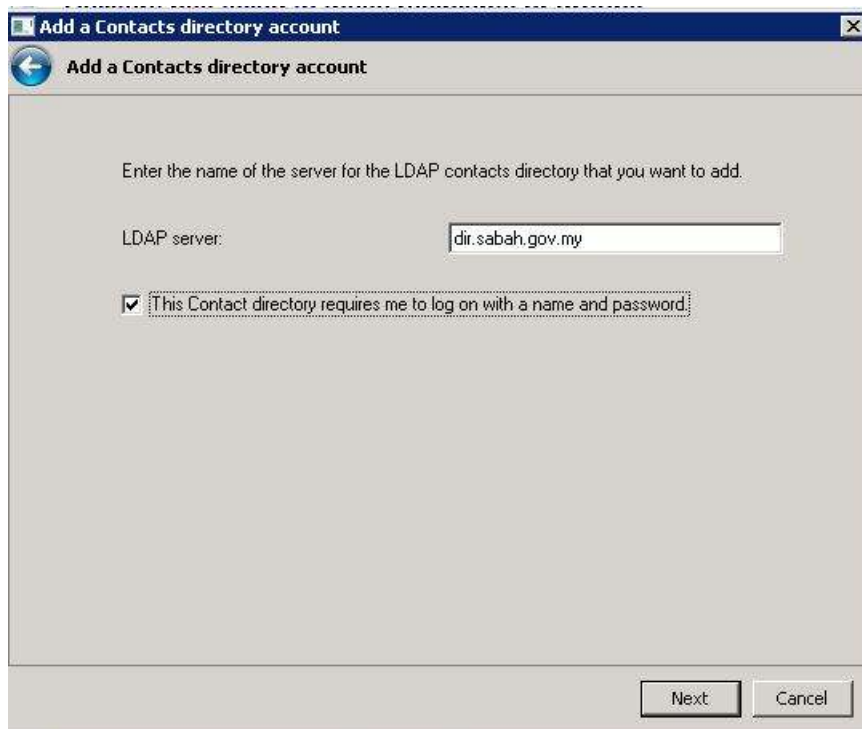 Add a Contacts directory account
Add a Contacts directory account
Enter the name of the server for the LDAP contacts directory that you want to add.
LDAP server:
dir.sabah.gov.my
This Contact directory requires me to log on with a name and password.
Next
Cancel